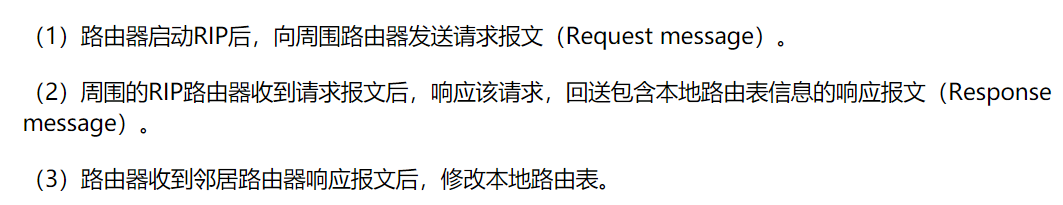 （1）路由器启动RIP后，向周围路由器发送请求报文（Request message）。
（2）周围的RIP路由器收到请求报文后，响应该请求，回送包含本地路由表信息的响应报文（Response
message）。
（3）路由器收到邻居路由器响应报文后，修改本地路由表。